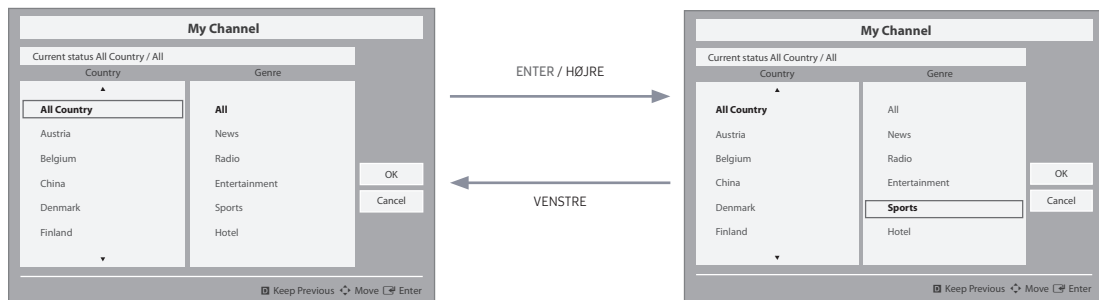 My Channel
Current status All Country / All
Country Genre
All Country All
Austria News
Belgium Radio
China Entertainment
Denmark Sports
Finland Hotel
OK
Cancel
Keep Previous Move Enter
ENTER / HØJRE
VENSTRE
My Channel
Current status All Country / All
Country Genre
All Country All
Austria News
Belgium Radio
China Entertainment
Denmark Sports
Finland Hotel
OK
Cancel
Keep Previous Move Enter